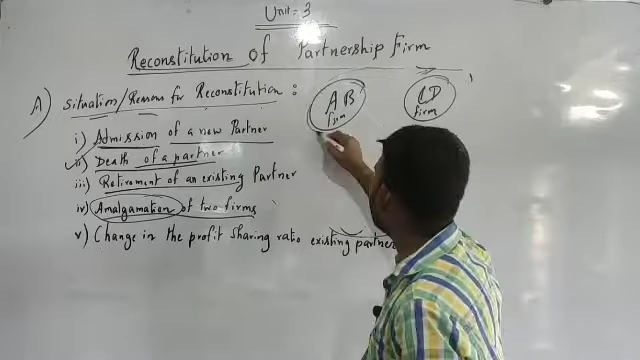 Unit = 3
Reconstitution of Partnership Firm
A) Situation/Reasons for Reconstitution :
i) Admission of a new Partner
ii) Death of a partner
iii) Retirement of an existing Partner
iv) Amalgamation of two firms
v) Change in the profit sharing ratio existing partner
AB
firm
CD
firm